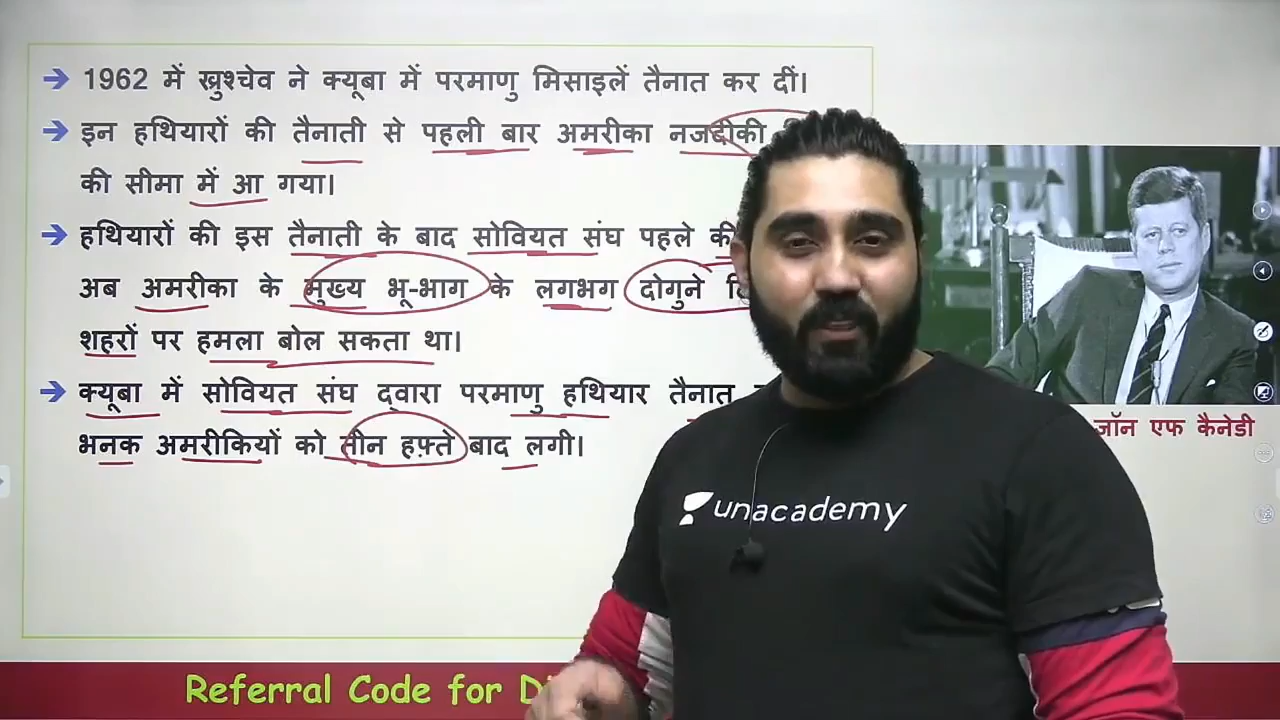 ➔ 1962 में ख्रुश्चेव ने क्यूबा में परमाणु मिसाइलें तैनात कर दीं।
➔ इन हथियारों की तैनाती से पहली बार अमरीका नजदीकी
की सीमा में आ गया।
➔ हथियारों की इस तैनाती के बाद सोवियत संघ पहले की
अब अमरीका के मुख्य भू-भाग के लगभग दोगुने
शहरों पर हमला बोल सकता था।
➔ क्यूबा में सोवियत संघ द्वारा परमाणु हथियार तैनात
भनक अमरीकियों को तीन हफ़्ते बाद लगी।
जॉन एफ कैनेडी
unacademy
Referral Code for